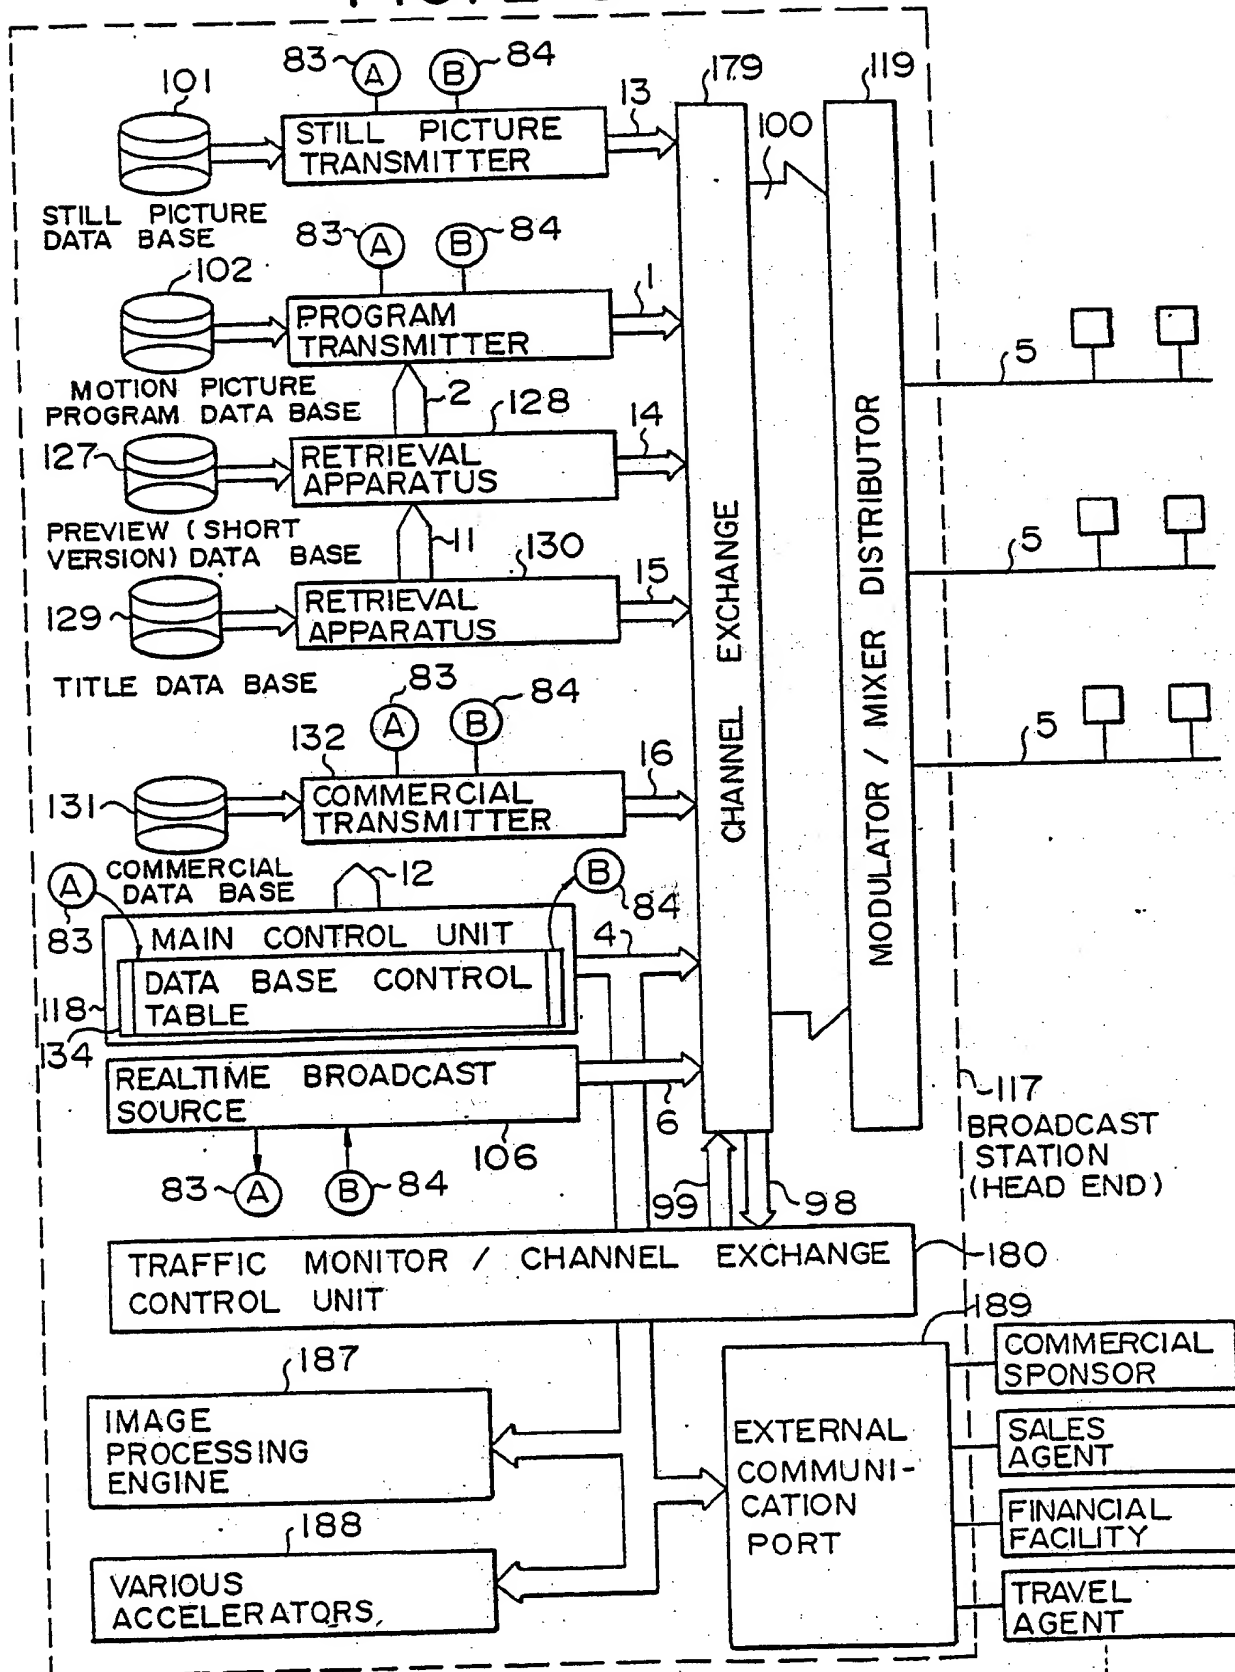 83 A B 84 179 119
101 13 100
STILL PICTURE
TRANSMITTER
STILL PICTURE
DATA BASE
83 A B 84
102 1
PROGRAM
TRANSMITTER
MOTION PICTURE
PROGRAM DATA BASE
2 128 14
127
RETRIEVAL
APPARATUS
PREVIEW (SHORT
VERSION) DATA BASE
11 130 15
129
RETRIEVAL
APPARATUS
TITLE DATA BASE
83 A B 84
132 16
131
COMMERCIAL
TRANSMITTER
COMMERCIAL
DATA BASE
A 83 12 B 84
MAIN CONTROL UNIT
4
DATA BASE CONTROL
TABLE
118
134
REALTIME BROADCAST
SOURCE
6
106
83 A B 84
99 98
CHANNEL EXCHANGE
MODULATOR / MIXER DISTRIBUTOR
5
5
5
117
BROADCAST
STATION
(HEAD END)
TRAFFIC MONITOR / CHANNEL EXCHANGE
CONTROL UNIT
180
189
187
IMAGE
PROCESSING
ENGINE
188
VARIOUS
ACCELERATORS,
EXTERNAL
COMMUNI-
CATION
PORT
COMMERCIAL
SPONSOR
SALES
AGENT
FINANCIAL
FACILITY
TRAVEL
AGENT